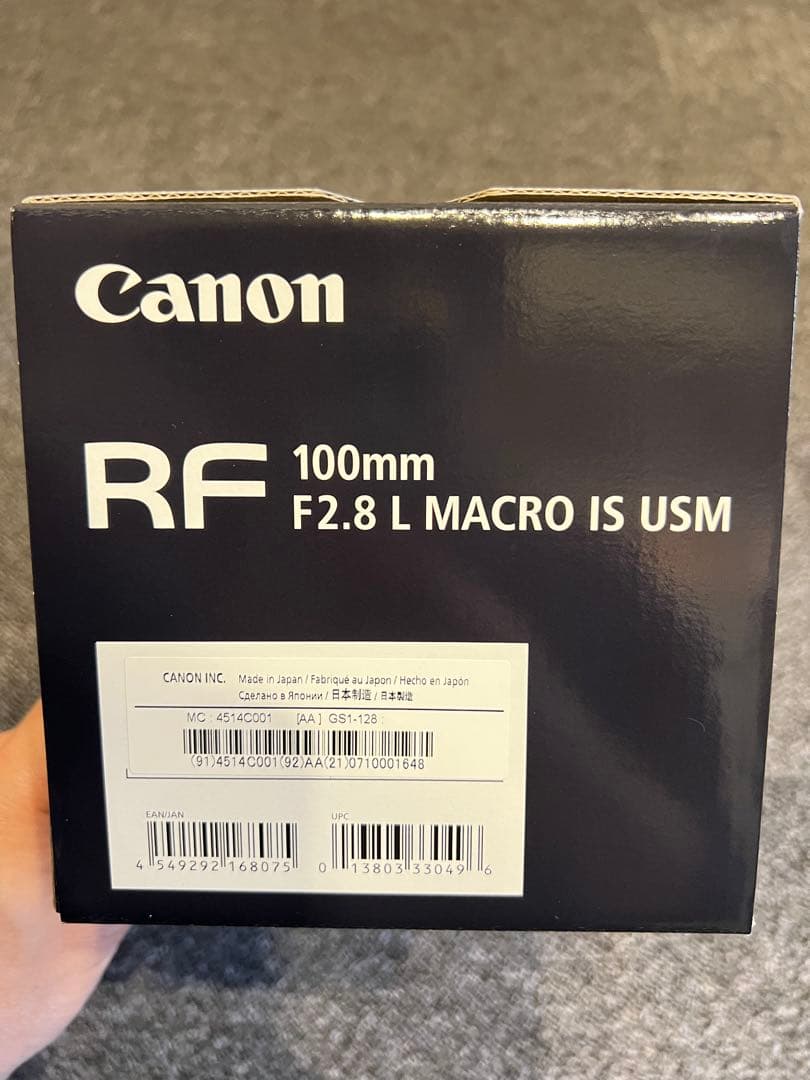 Canon
RF 100mm
F2.8 L MACRO IS USM
CANON INC. Made in Japan / Fabriqué au Japon / Hecho en Japón
Сделано в Японии / 日本制造 / 日本製造
MC : 4514C001 [AA] GS1-128 :
(91)4514C001(92)AA(21)0710001648
EAN/JAN UPC
4 549292 168075 0 13803 33049 6